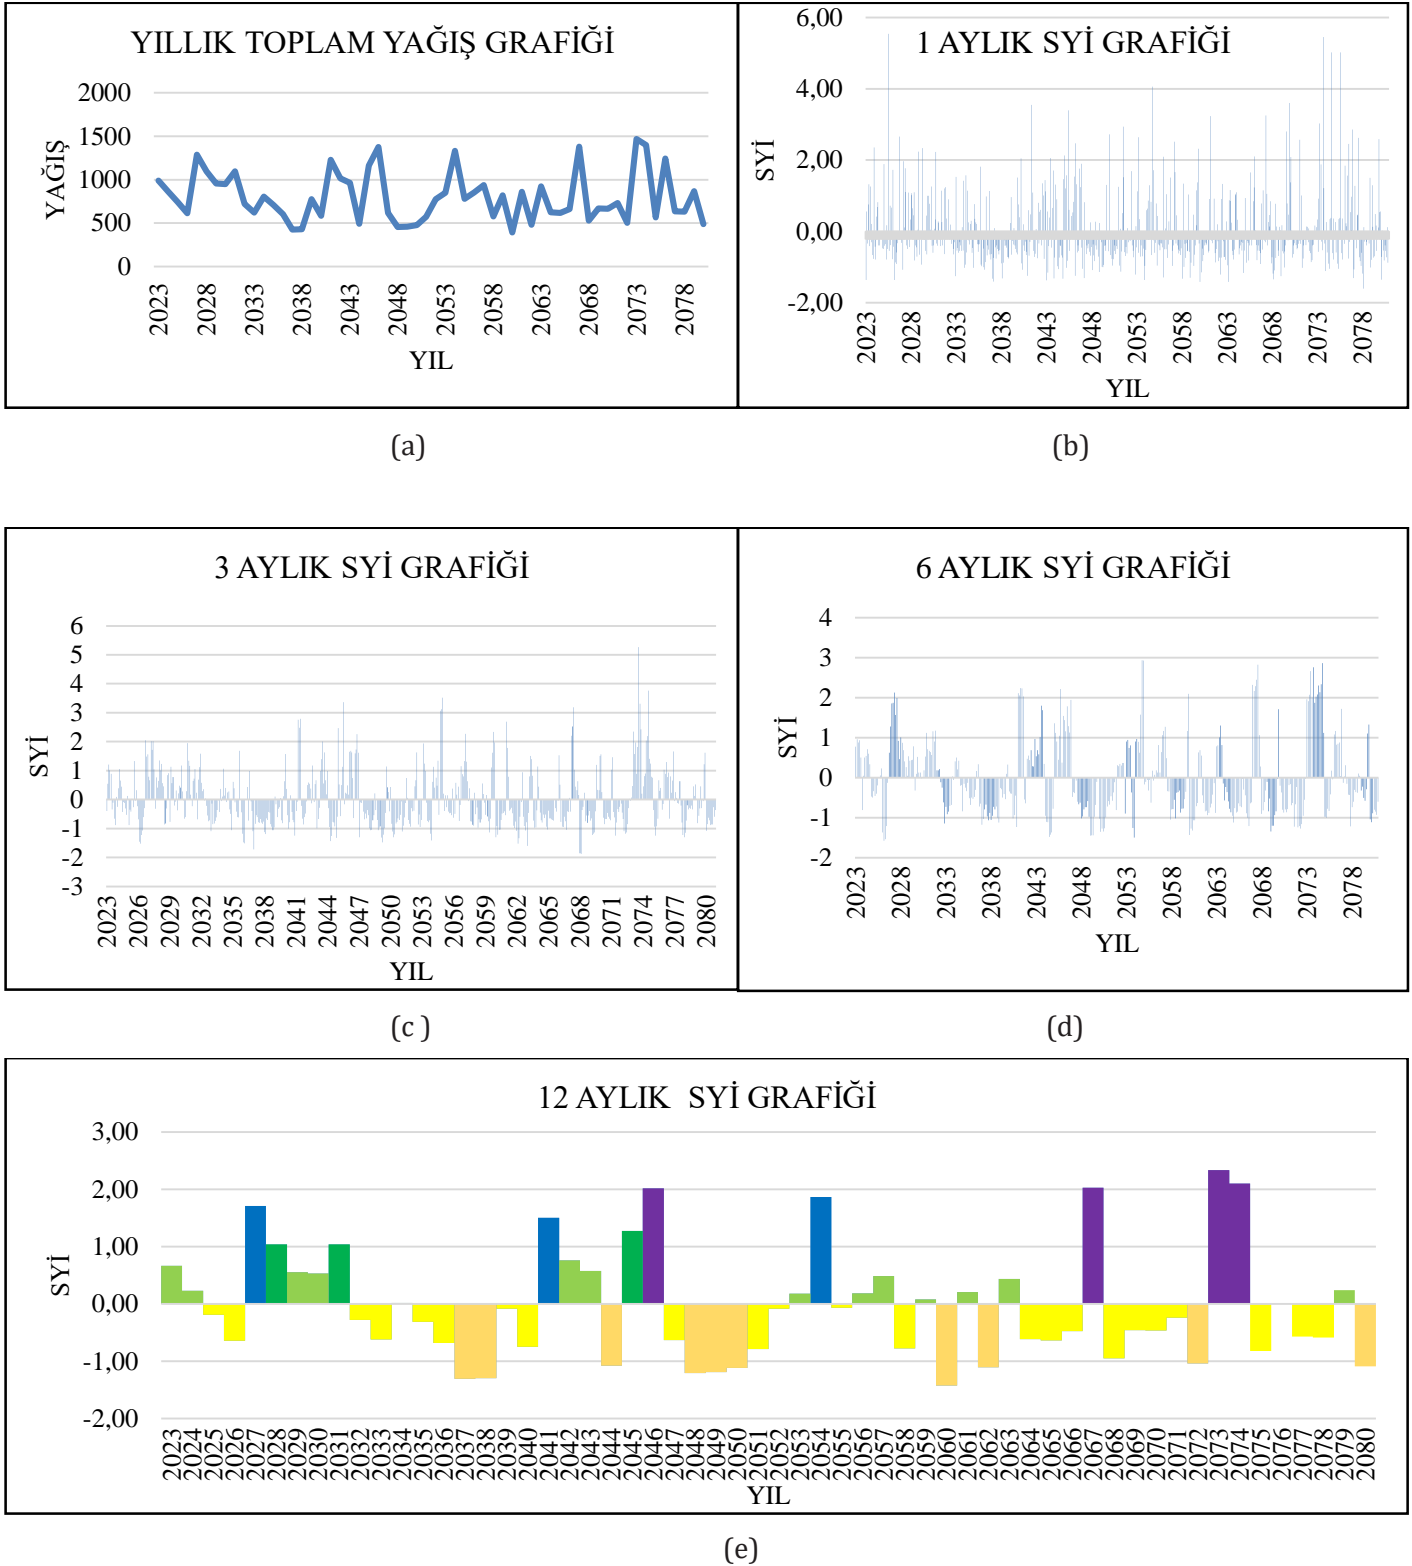 YILLIK TOPLAM YAĞIŞ GRAFİĞİ
2000
1500
1000
500
0
YAĞIŞ
2023 2028 2033 2038 2043 2048 2053 2058 2063 2068 2073 2078
YIL
(a)
1 AYLIK SYİ GRAFİĞİ
6,00
4,00
2,00
0,00
-2,00
SYİ
2023 2028 2033 2038 2043 2048 2053 2058 2063 2068 2073 2078
YIL
(b)
3 AYLIK SYİ GRAFİĞİ
6
5
4
3
2
1
0
-1
-2
-3
SYİ
2023 2026 2029 2032 2035 2038 2041 2044 2047 2050 2053 2056 2059 2062 2065 2068 2071 2074 2077 2080
YIL
(c )
6 AYLIK SYİ GRAFİĞİ
4
3
2
1
0
-1
-2
SYİ
2023 2028 2033 2038 2043 2048 2053 2058 2063 2068 2073 2078
YIL
(d)
12 AYLIK  SYİ GRAFİĞİ
3,00
2,00
1,00
0,00
-1,00
-2,00
SYİ
2023 2024 2025 2026 2027 2028 2029 2030 2031 2032 2033 2034 2035 2036 2037 2038 2039 2040 2041 2042 2043 2044 2045 2046 2047 2048 2049 2050 2051 2052 2053 2054 2055 2056 2057 2058 2059 2060 2061 2062 2063 2064 2065 2066 2067 2068 2069 2070 2071 2072 2073 2074 2075 2076 2077 2078 2079 2080
YIL
(e)